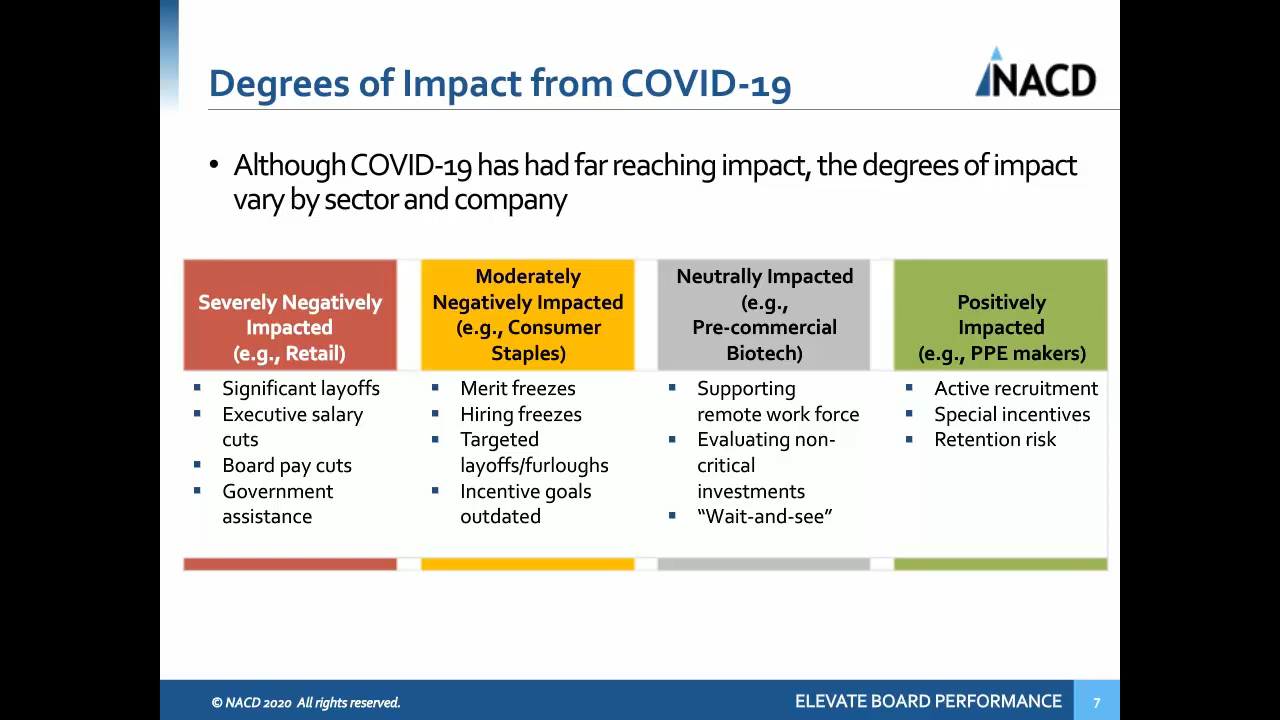 Degrees of Impact from COVID-19
NACD
• Although COVID-19 has had far reaching impact, the degrees of impact
vary by sector and company
Severely Negatively
Impacted
(e.g., Retail)
▪ Significant layoffs
▪ Executive salary
cuts
▪ Board pay cuts
▪ Government
assistance
Moderately
Negatively Impacted
(e.g., Consumer
Staples)
▪ Merit freezes
▪ Hiring freezes
▪ Targeted
layoffs/furloughs
▪ Incentive goals
outdated
Neutrally Impacted
(e.g.,
Pre-commercial
Biotech)
▪ Supporting
remote work force
▪ Evaluating non-
critical
investments
▪ “Wait-and-see”
Positively
Impacted
(e.g., PPE makers)
▪ Active recruitment
▪ Special incentives
▪ Retention risk
© NACD 2020 All rights reserved.
ELEVATE BOARD PERFORMANCE
7